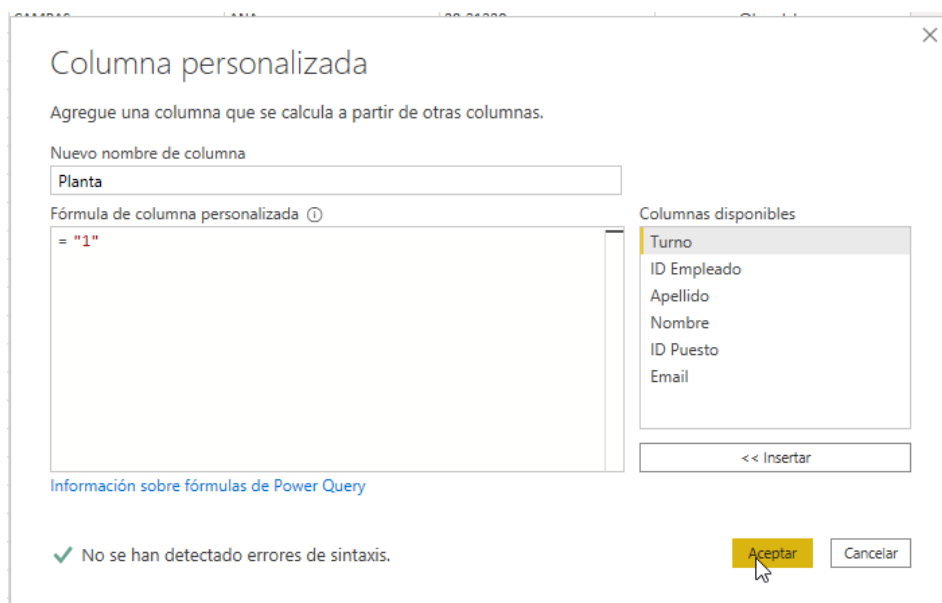 Columna personalizada
Agregue una columna que se calcula a partir de otras columnas.
Nuevo nombre de columna
Planta
Fórmula de columna personalizada
Columnas disponibles
= "1"
Turno
ID Empleado
Apellido
Nombre
ID Puesto
Email
<< Insertar
Información sobre fórmulas de Power Query
No se han detectado errores de sintaxis.
Aceptar
Cancelar